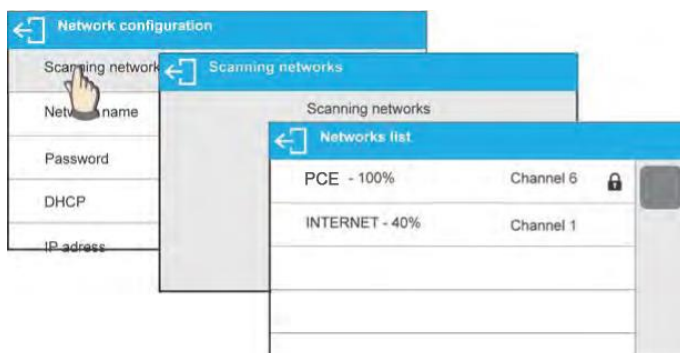 Network configuration
Scanning network
Network name
Password
DHCP
IP adress
Scanning networks
Scanning networks
Networks list
PCE - 100% Channel 6
INTERNET - 40% Channel 1